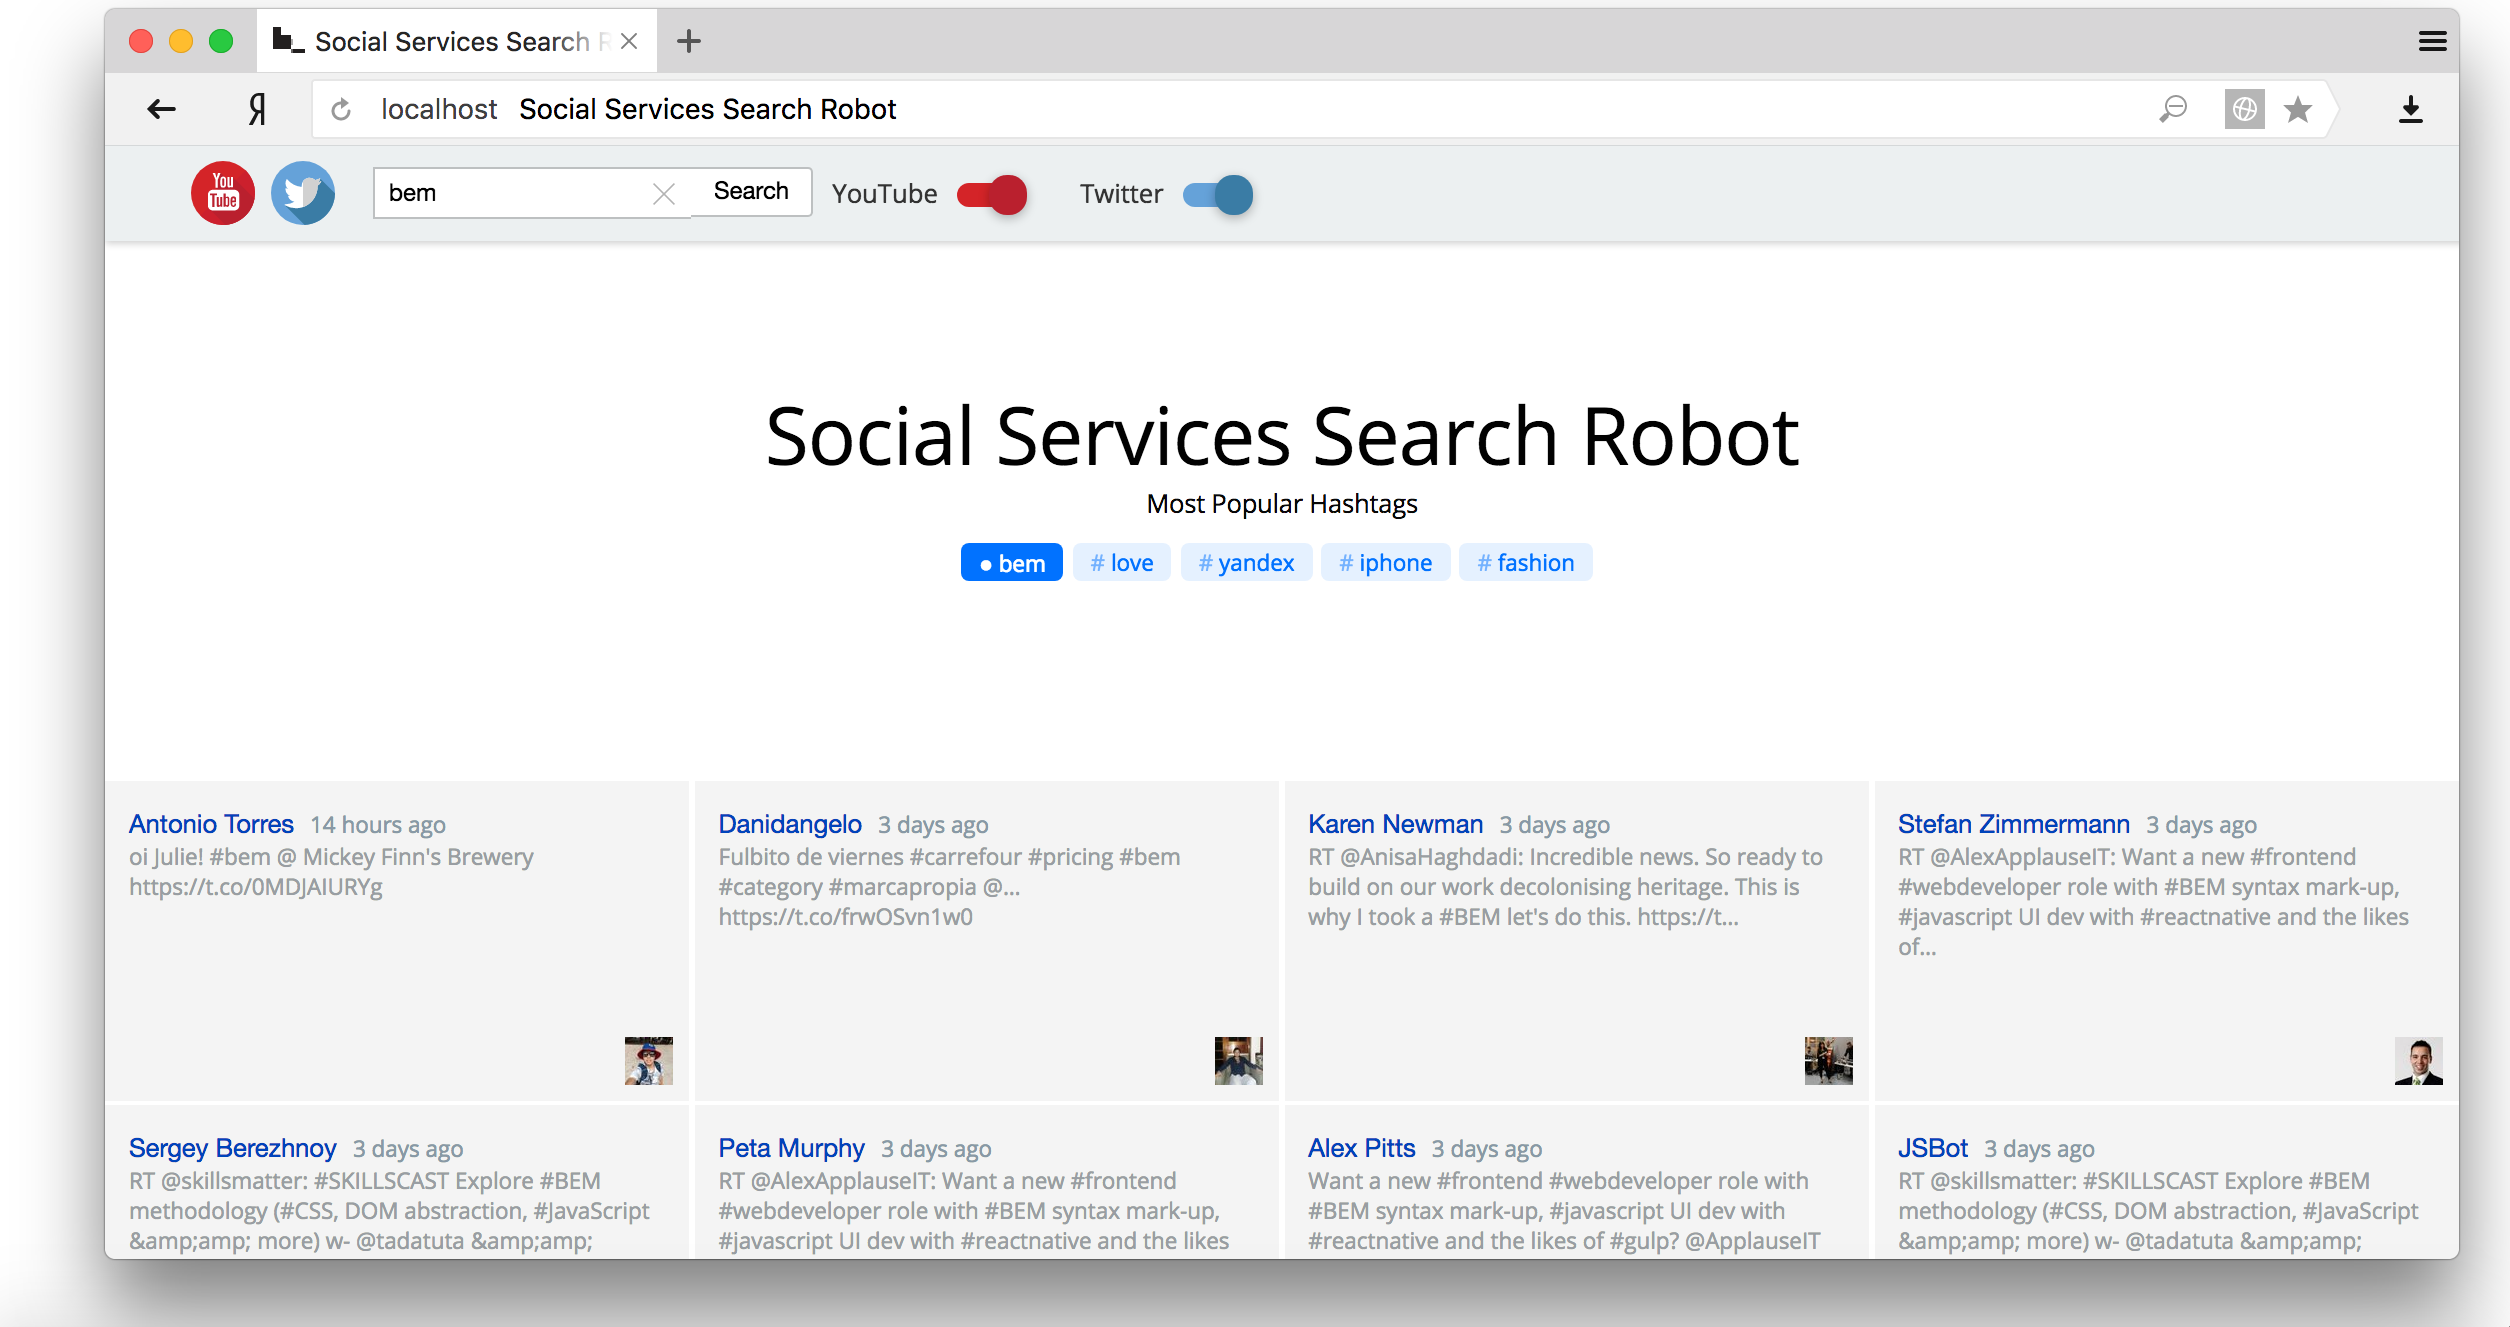 Social Services Search R
Я localhost Social Services Search Robot
You Tube bem Search YouTube Twitter
Social Services Search Robot
Most Popular Hashtags
• bem # love # yandex # iphone # fashion
Antonio Torres 14 hours ago
oi Julie! #bem @ Mickey Finn's Brewery
https://t.co/0MDJAIURYg
Danidangelo 3 days ago
Fulbito de viernes #carrefour #pricing #bem
#category #marcapropia @...
https://t.co/frwOSvn1w0
Karen Newman 3 days ago
RT @AnisaHaghdadi: Incredible news. So ready to
build on our work decolonising heritage. This is
why I took a #BEM let's do this. https://t...
Stefan Zimmermann 3 days ago
RT @AlexApplauseIT: Want a new #frontend
#webdeveloper role with #BEM syntax mark-up,
#javascript UI dev with #reactnative and the likes
of...
Sergey Berezhnoy 3 days ago
RT @skillsmatter: #SKILLSCAST Explore #BEM
methodology (#CSS, DOM abstraction, #JavaScript
&amp;amp; more) w- @tadatuta &amp;amp;
Peta Murphy 3 days ago
RT @AlexApplauseIT: Want a new #frontend
#webdeveloper role with #BEM syntax mark-up,
#javascript UI dev with #reactnative and the likes
Alex Pitts 3 days ago
Want a new #frontend #webdeveloper role with
#BEM syntax mark-up, #javascript UI dev with
#reactnative and the likes of #gulp? @ApplauseIT
JSBot 3 days ago
RT @skillsmatter: #SKILLSCAST Explore #BEM
methodology (#CSS, DOM abstraction, #JavaScript
&amp;amp; more) w- @tadatuta &amp;amp;